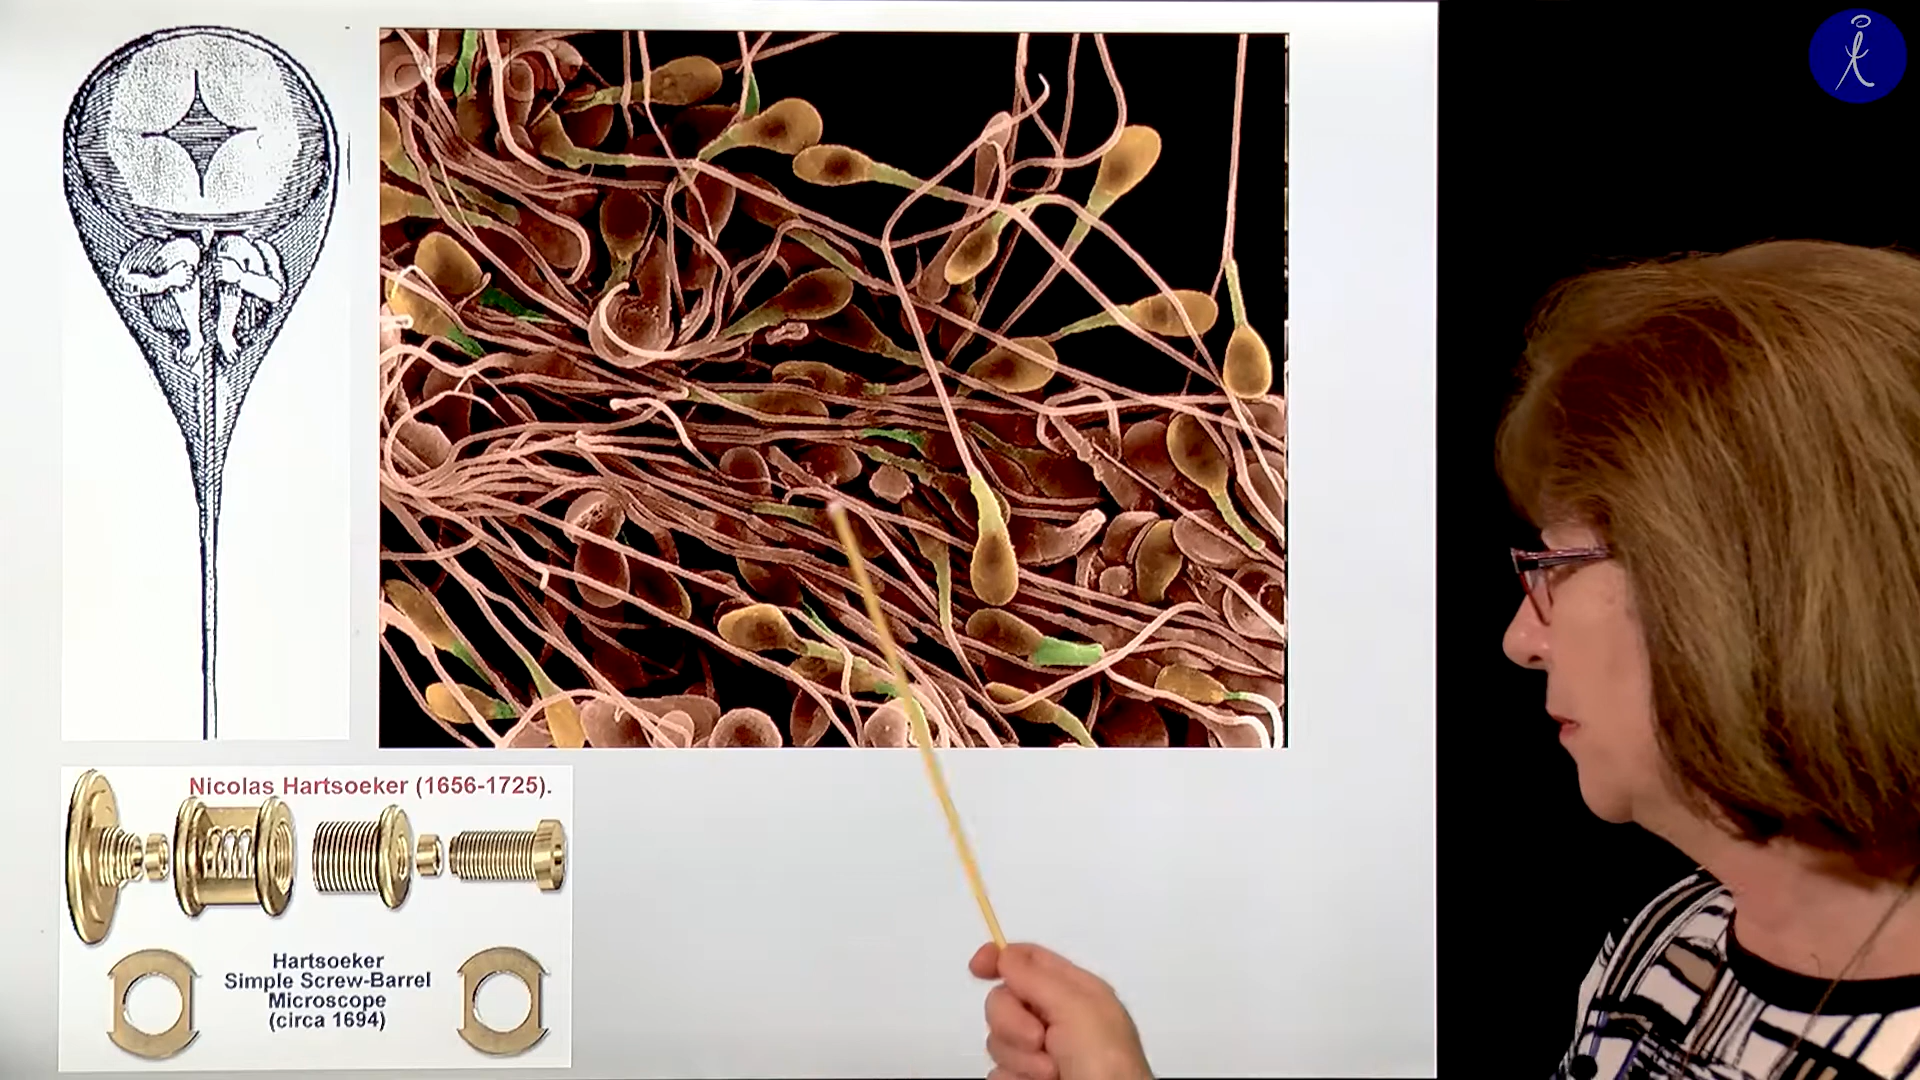 Nicolas Hartsoeker (1656-1725).
Hartsoeker
Simple Screw-Barrel
Microscope
(circa 1694)